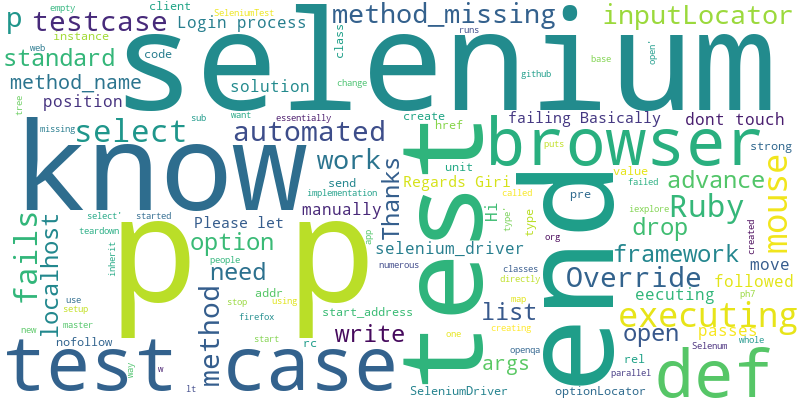 empty
client
p
testcase
Login process
SeleniumTest
method_missing
inputLocator
instance
class
runs
standard
code
selenium
base
open'
web
method_name
solution
change
github
position
tree
sub
want
essentially
create
failing Basically
dont touch
missing
select
automated
href
puts
strong
know
work
unit
browser
send
Thanks
test
Regards Giri
value
failed
advance
mouse
implementation
manually
called
pre
iexplore
Ruby
select'
started
Please let
Hi
type'
type
end
drop
fails
localhost
teardown
inherit
option
people
p p
app
selenium_driver
org
created
numerous
classes
framework
move
need
directly
Override
followed
use
addr
stop
using
map
list
eecuting
ph7
setup
method
start_address
creating
executing
new
master
firefox
open
passes
nofollow
start
rc
write
one
openqa
Selenum
whole
test case
way
w
lt
args
rel
def
parallel
SeleniumDriver
optionLocator